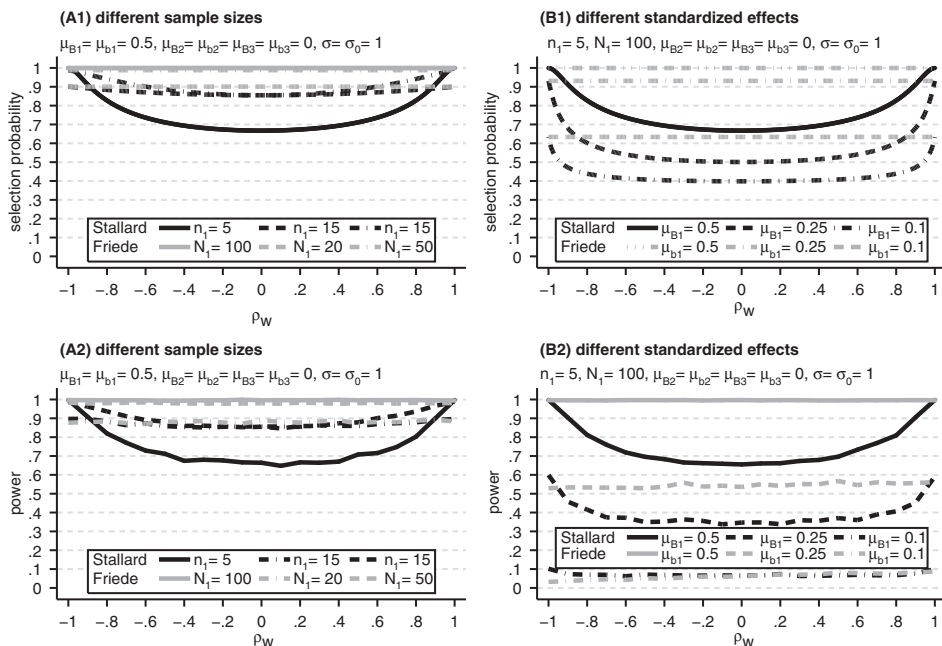 (A1) different sample sizes
μB1= μb1= 0.5, μB2= μb2= μB3= μb3= 0, σ= σ0= 1
selection probability
1
.9
.8
.7
.6
.5
.4
.3
.2
.1
0
Stallard n1= 5 n1= 15 n1= 15
Friede N1= 100 N1= 20 N1= 50
−1 −.8 −.6 −.4 −.2 0 .2 .4 .6 .8 1
ρW
(B1) different standardized effects
n1= 5, N1= 100, μB2= μb2= μB3= μb3= 0, σ= σ0= 1
selection probability
1
.9
.8
.7
.6
.5
.4
.3
.2
.1
0
Stallard μB1= 0.5 μB1= 0.25 μB1= 0.1
Friede μb1= 0.5 μb1= 0.25 μb1= 0.1
−1 −.8 −.6 −.4 −.2 0 .2 .4 .6 .8 1
ρW
(A2) different sample sizes
μB1= μb1= 0.5, μB2= μb2= μB3= μb3= 0, σ= σ0= 1
power
1
.9
.8
.7
.6
.5
.4
.3
.2
.1
0
Stallard n1= 5 n1= 15 n1= 15
Friede N1= 100 N1= 20 N1= 50
−1 −.8 −.6 −.4 −.2 0 .2 .4 .6 .8 1
ρW
(B2) different standardized effects
n1= 5, N1= 100, μB2= μb2= μB3= μb3= 0, σ= σ0= 1
power
1
.9
.8
.7
.6
.5
.4
.3
.2
.1
0
Stallard μB1= 0.5 μB1= 0.25 μB1= 0.1
Friede μb1= 0.5 μb1= 0.25 μb1= 0.1
−1 −.8 −.6 −.4 −.2 0 .2 .4 .6 .8 1
ρW